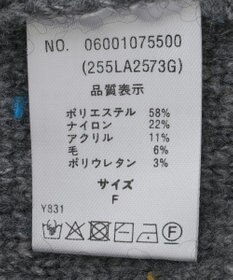 NO. 06001075500
(255LA2573G)
品質表示
ポリエステル 58%
ナイロン 22%
アクリル 11%
毛 6%
ポリウレタン 3%
サイズ
F
Y831
F